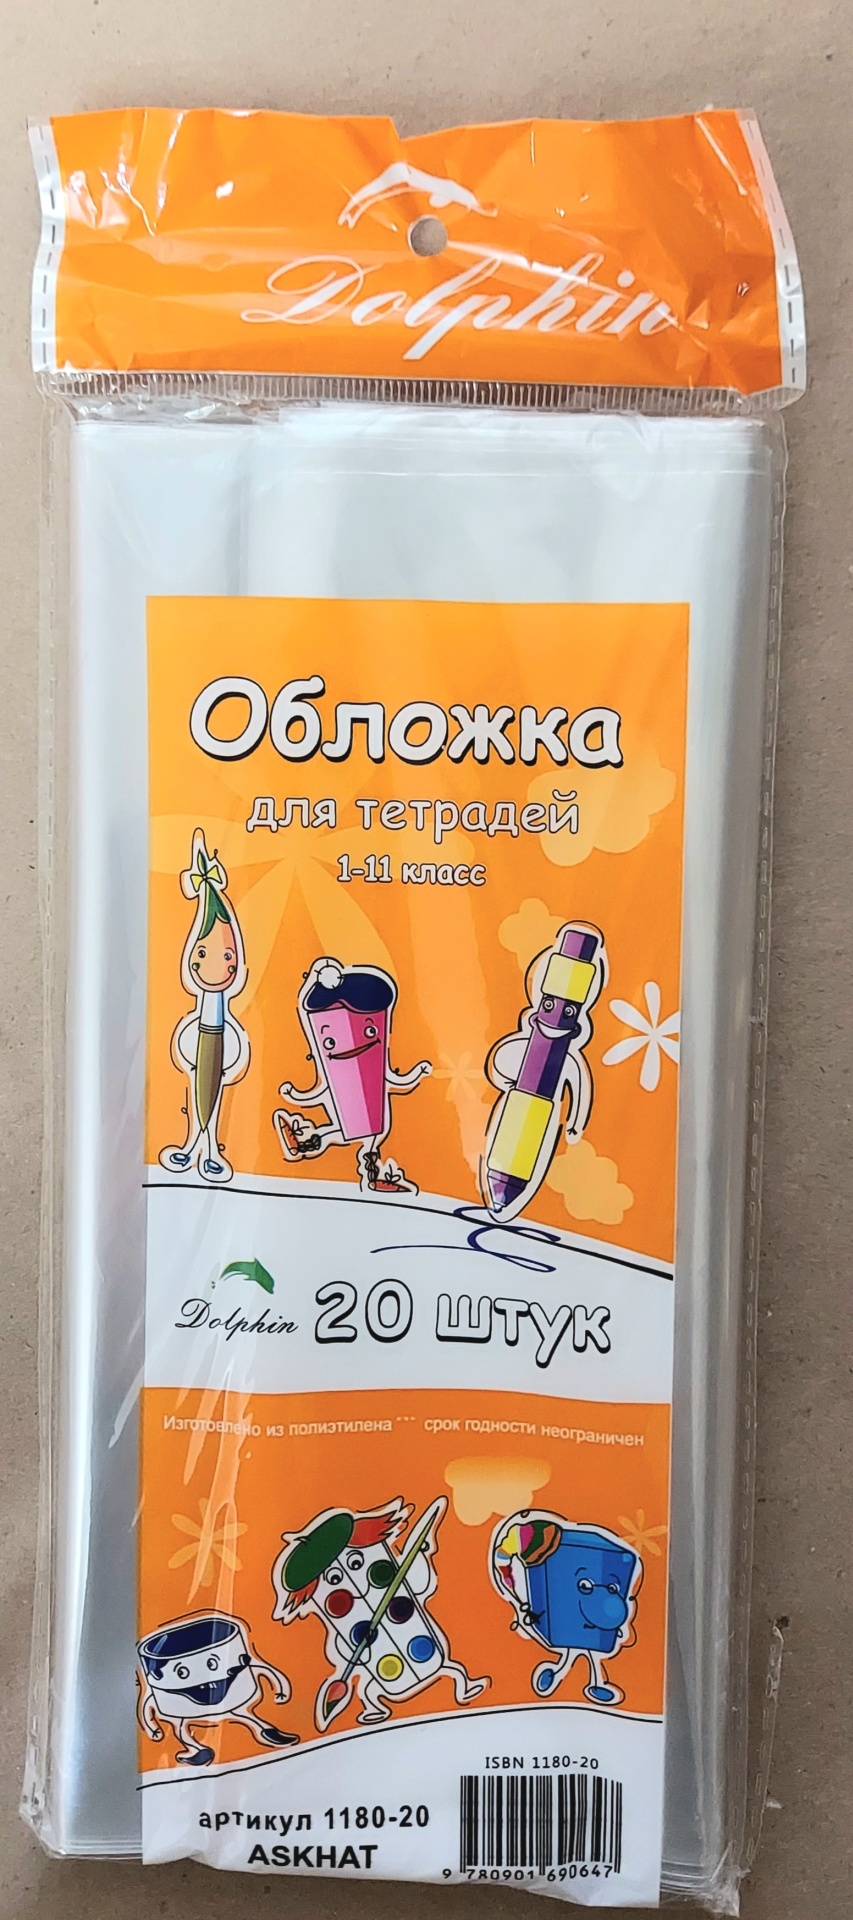 Dolphin
Обложка
для тетрадей
1-11 класс
Dolphin 20 штук
Изготовлено из полиэтилена *** срок годности неограничен
ISBN 1180-20
артикул 1180-20
ASKHAT
9 780901 690647